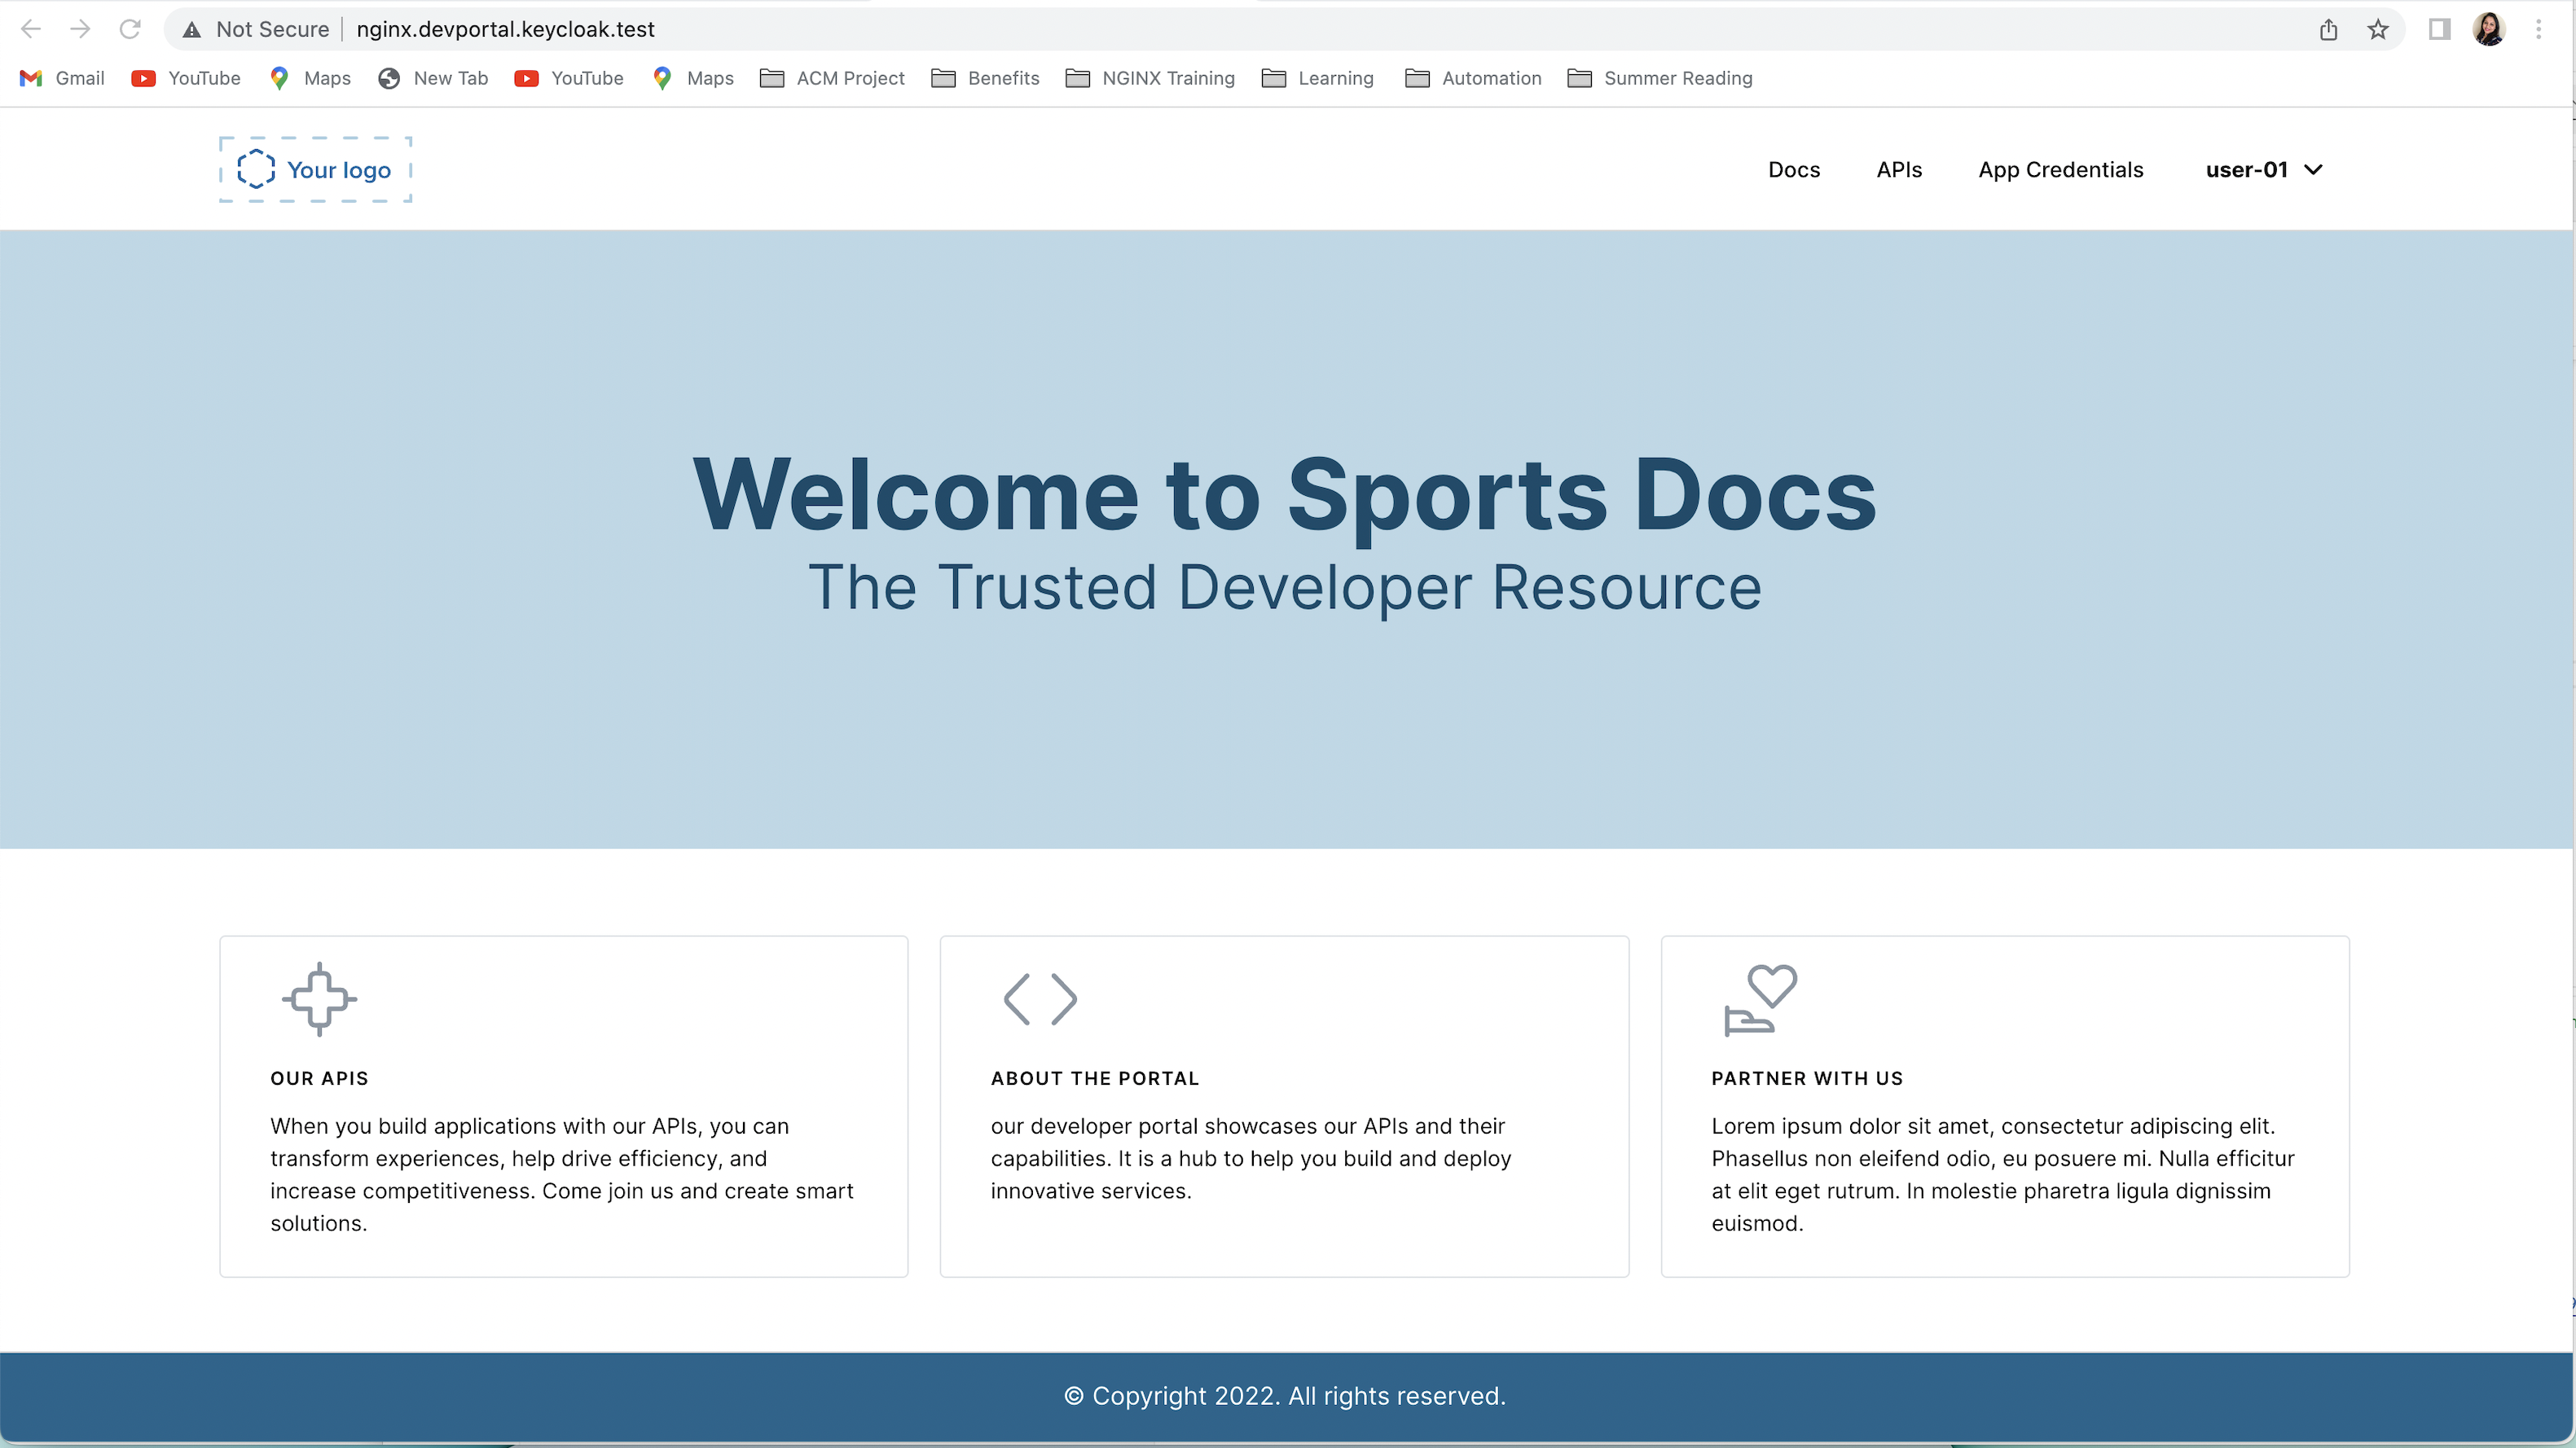 Not Secure nginx.devportal.keycloak.test
Gmail YouTube Maps New Tab YouTube Maps ACM Project Benefits NGINX Training Learning Automation Summer Reading
Your logo Docs APIs App Credentials user-01
Welcome to Sports Docs
The Trusted Developer Resource
OUR APIS
When you build applications with our APIs, you can
transform experiences, help drive efficiency, and
increase competitiveness. Come join us and create smart
solutions.
ABOUT THE PORTAL
our developer portal showcases our APIs and their
capabilities. It is a hub to help you build and deploy
innovative services.
PARTNER WITH US
Lorem ipsum dolor sit amet, consectetur adipiscing elit.
Phasellus non eleifend odio, eu posuere mi. Nulla efficitur
at elit eget rutrum. In molestie pharetra ligula dignissim
euismod.
© Copyright 2022. All rights reserved.